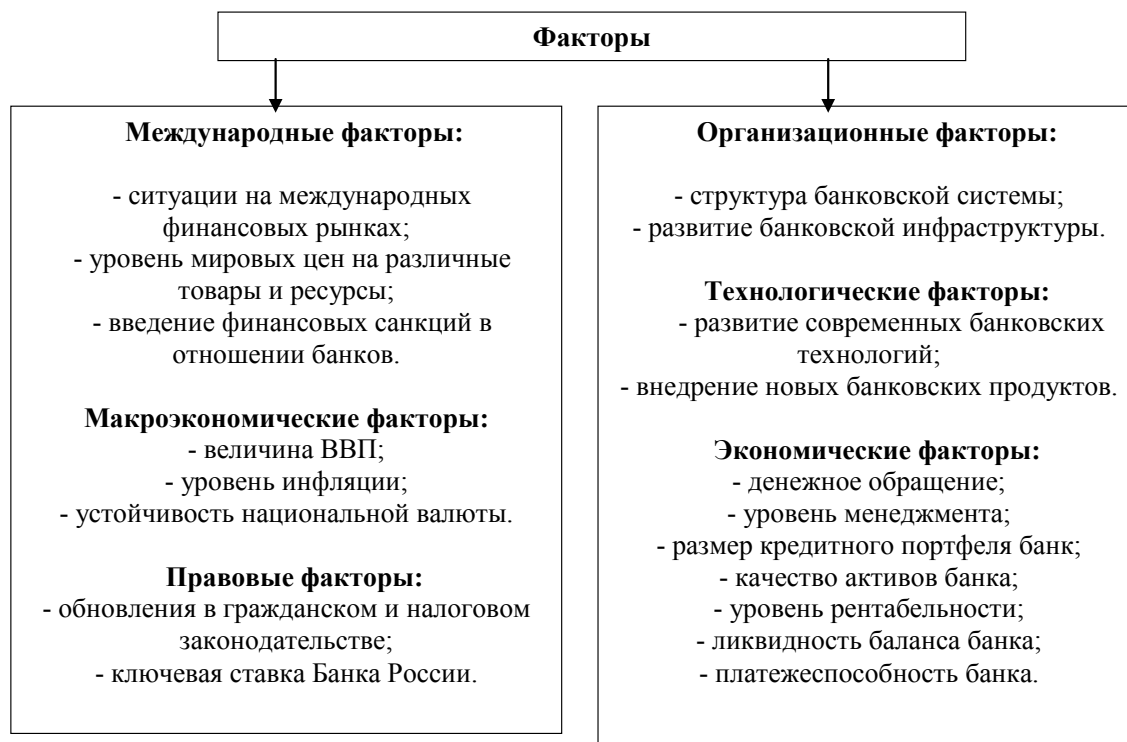 Факторы
Международные факторы:
- ситуации на международных
финансовых рынках;
- уровень мировых цен на различные
товары и ресурсы;
- введение финансовых санкций в
отношении банков.
Макроэкономические факторы:
- величина ВВП;
- уровень инфляции;
- устойчивость национальной валюты.
Правовые факторы:
- обновления в гражданском и налоговом
законодательстве;
- ключевая ставка Банка России.
Организационные факторы:
- структура банковской системы;
- развитие банковской инфраструктуры.
Технологические факторы:
- развитие современных банковских
технологий;
- внедрение новых банковских продуктов.
Экономические факторы:
- денежное обращение;
- уровень менеджмента;
- размер кредитного портфеля банк;
- качество активов банка;
- уровень рентабельности;
- ликвидность баланса банка;
- платежеспособность банка.